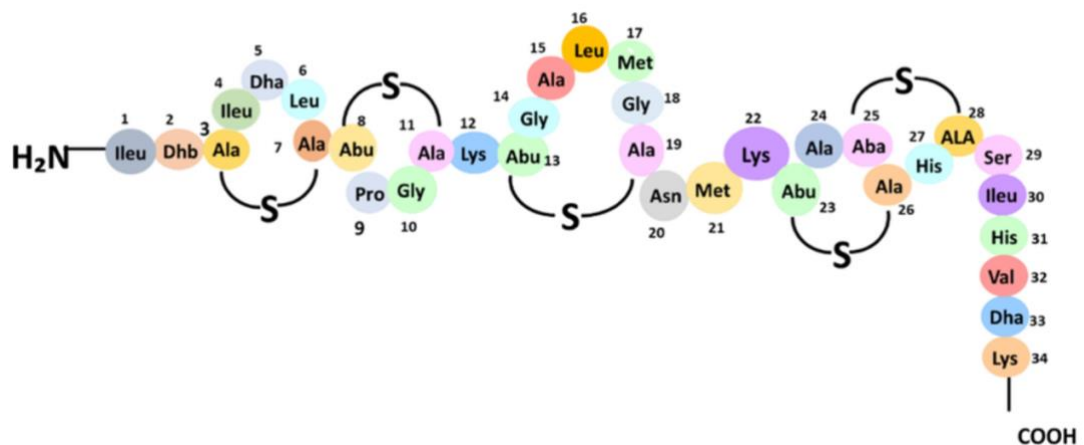 H₂N
1 Ileu
2 Dhb
3 Ala
4 Ileu
5 Dha
6 Leu
7 Ala
S
8 Abu
9 Pro
10 Gly
11 Ala
S
12 Lys
13 Abu
14 Gly
15 Ala
16 Leu
17 Met
18 Gly
19 Ala
S
20 Asn
21 Met
22 Lys
23 Abu
24 Ala
25 Aba
26 Ala
S
27 His
28 ALA
S
29 Ser
30 Ileu
31 His
32 Val
33 Dha
34 Lys
COOH